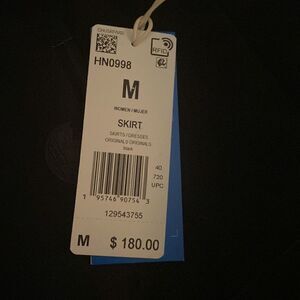 RFID
HN0998
M
WOMEN / MUJER
SKIRT
SKIRTS / DRESSES
ORIGINALS ORIGINALS
black
40
720
UPC
1 95746 90754 3
129543755
M $ 180.00